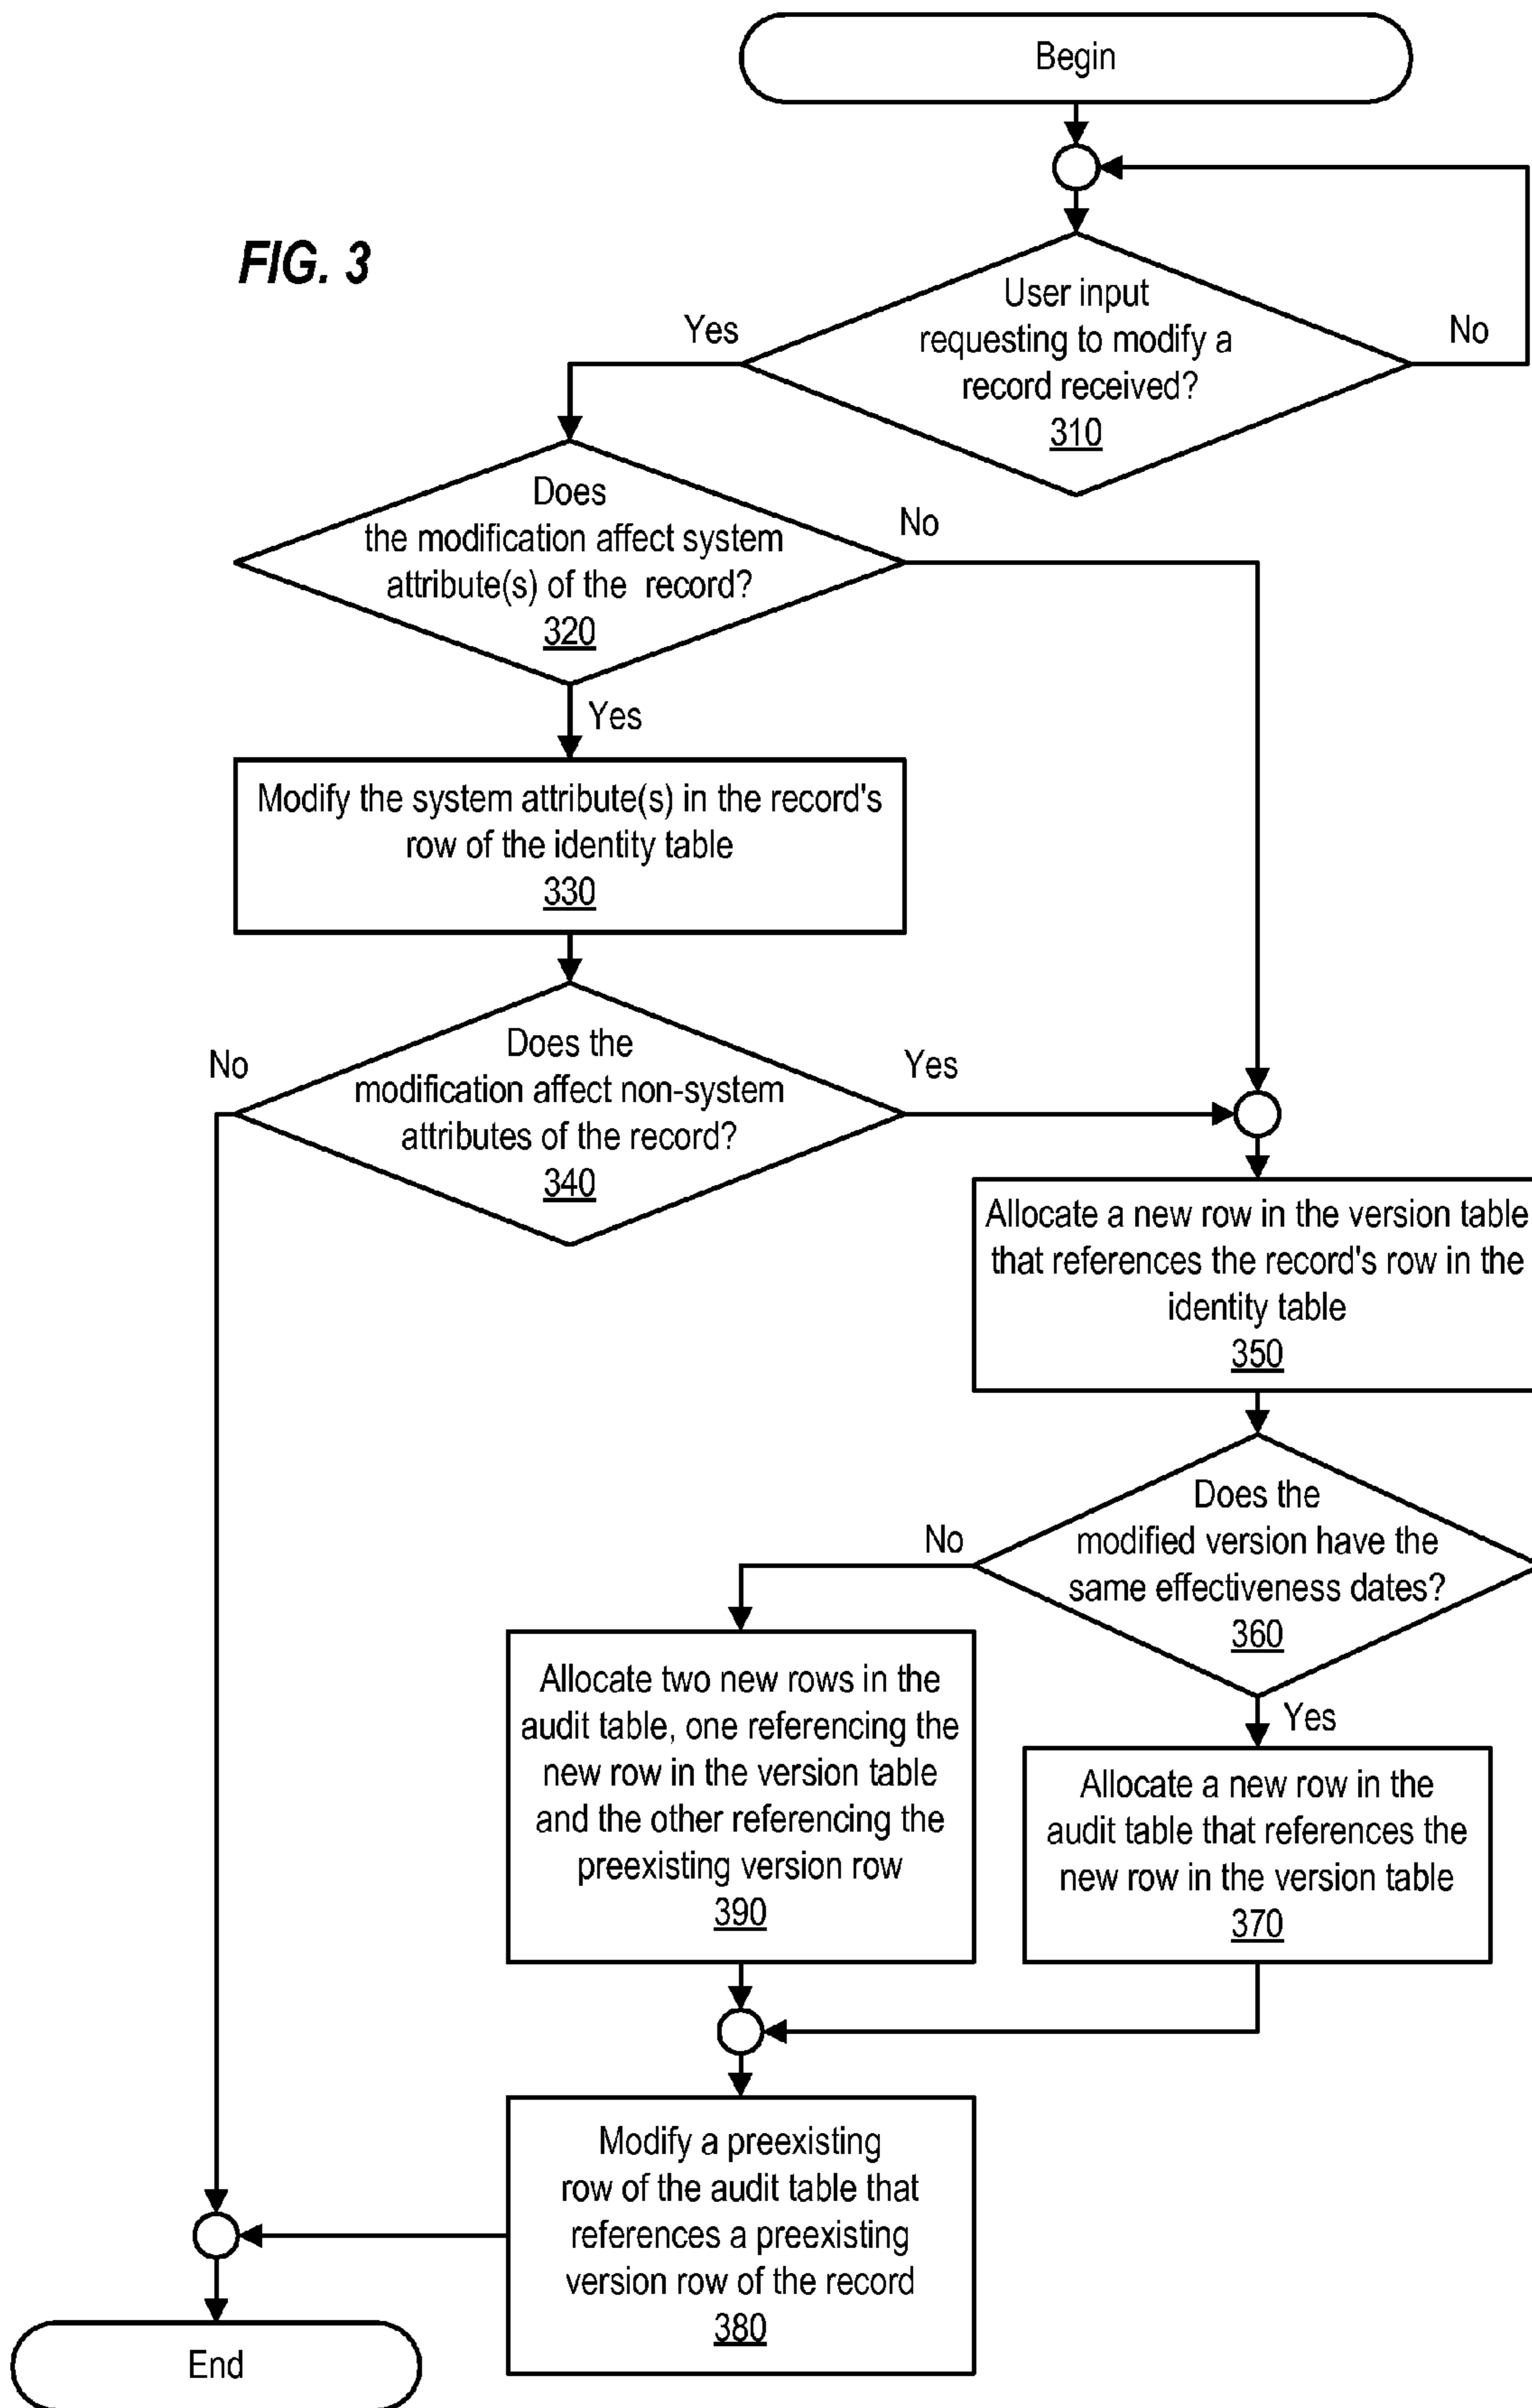 Begin
FIG. 3
User input
requesting to modify a
record received?
310
Yes
No
Does
the modification affect system
attribute(s) of the record?
320
No
Yes
Modify the system attribute(s) in the record's
row of the identity table
330
Does the
modification affect non-system
attributes of the record?
340
No
Yes
Allocate a new row in the version table
that references the record's row in the
identity table
350
Does the
modified version have the
same effectiveness dates?
360
No
Yes
Allocate two new rows in the
audit table, one referencing the
new row in the version table
and the other referencing the
preexisting version row
390
Allocate a new row in the
audit table that references the
new row in the version table
370
Modify a preexisting
row of the audit table that
references a preexisting
version row of the record
380
End